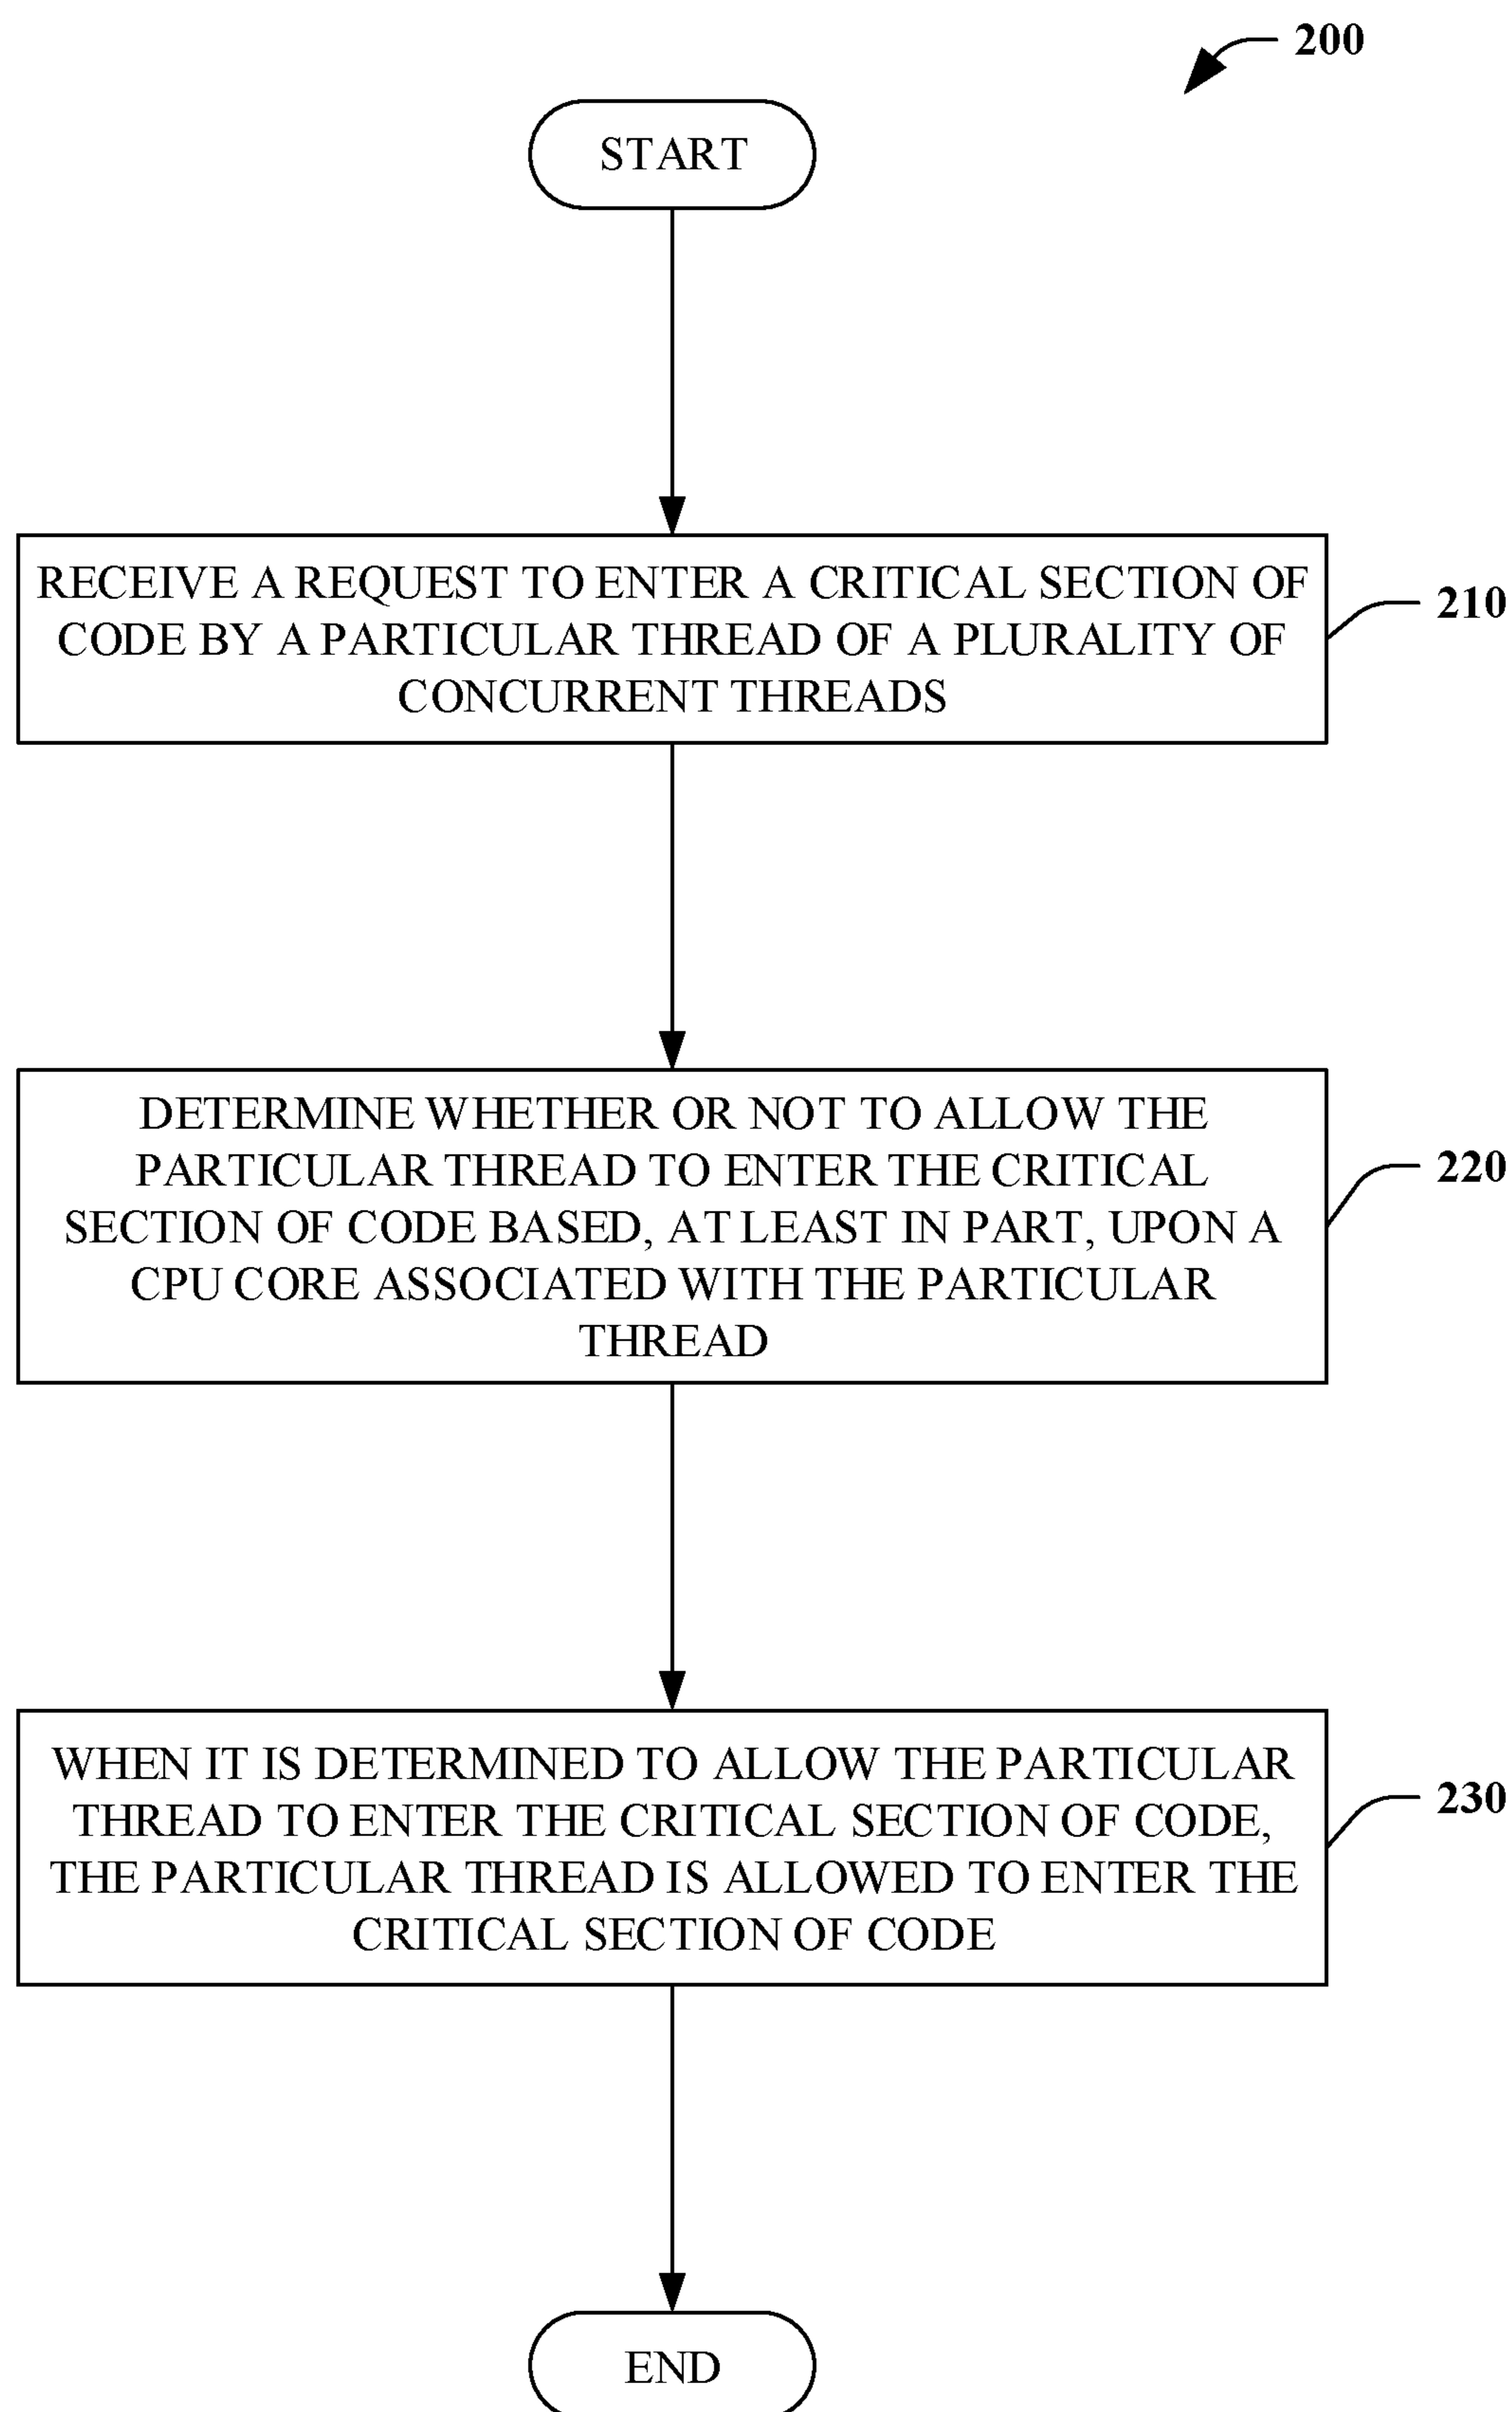 200
START
RECEIVE A REQUEST TO ENTER A CRITICAL SECTION OF
CODE BY A PARTICULAR THREAD OF A PLURALITY OF
CONCURRENT THREADS
210
DETERMINE WHETHER OR NOT TO ALLOW THE
PARTICULAR THREAD TO ENTER THE CRITICAL
SECTION OF CODE BASED, AT LEAST IN PART, UPON A
CPU CORE ASSOCIATED WITH THE PARTICULAR
THREAD
220
WHEN IT IS DETERMINED TO ALLOW THE PARTICULAR
THREAD TO ENTER THE CRITICAL SECTION OF CODE,
THE PARTICULAR THREAD IS ALLOWED TO ENTER THE
CRITICAL SECTION OF CODE
230
END